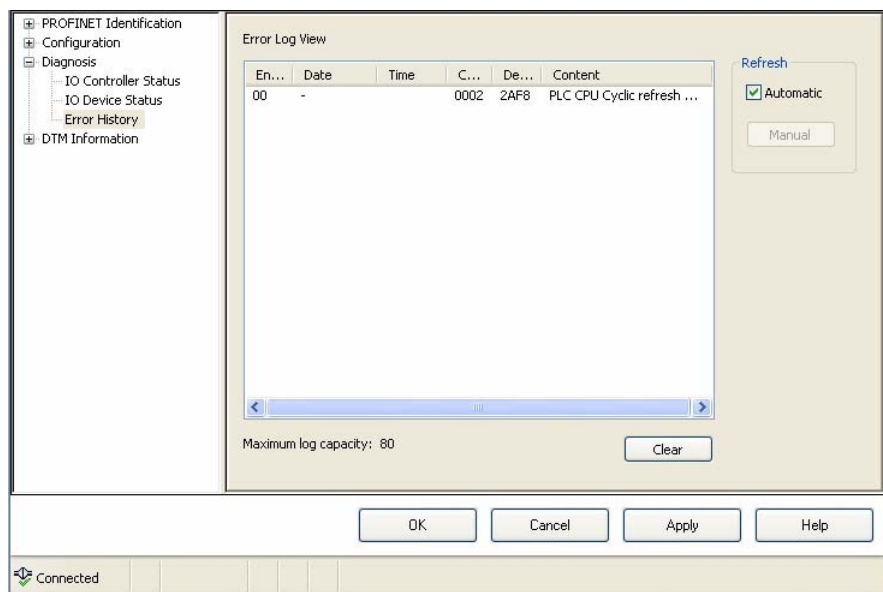 PROFINET Identification
Configuration
Diagnosis
IO Controller Status
IO Device Status
Error History
DTM Information
Error Log View
En... Date Time C... De... Content
00 - 0002 2AF8 PLC CPU Cyclic refresh ...
Maximum log capacity: 80
Clear
Refresh
Automatic
Manual
OK Cancel Apply Help
Connected